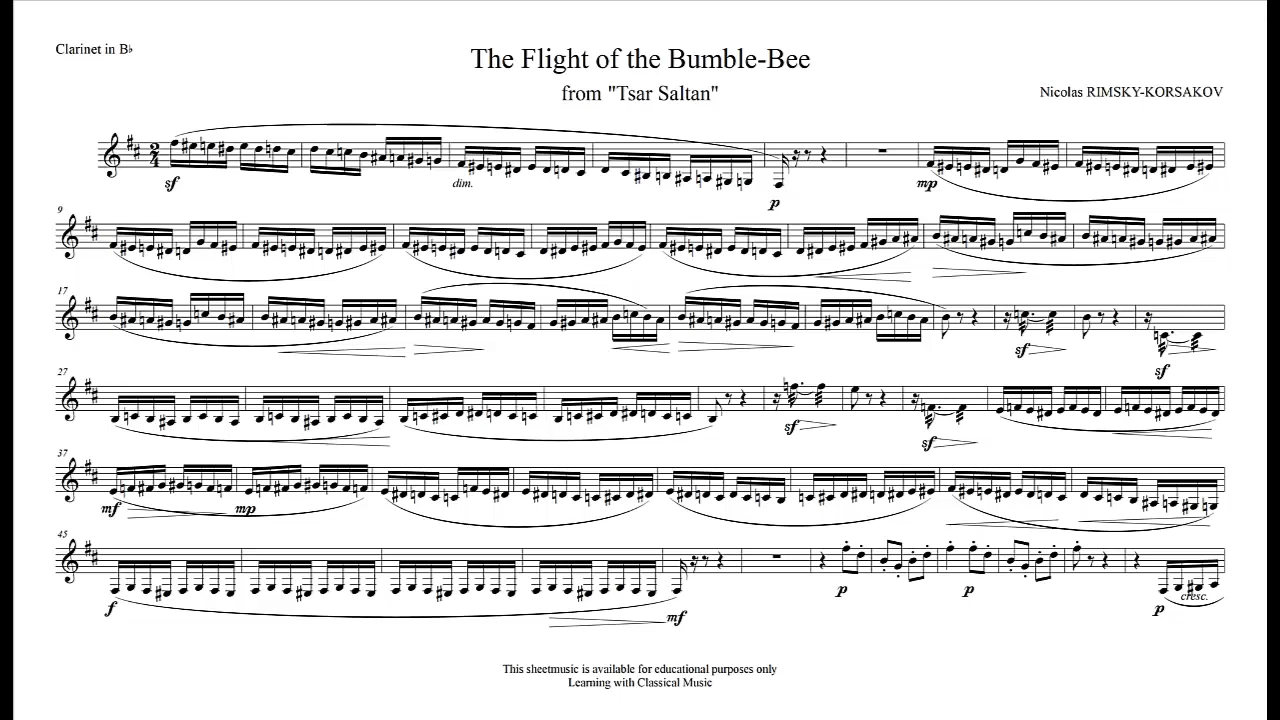 Clarinet in B♭
The Flight of the Bumble-Bee
from "Tsar Saltan"
Nicolas RIMSKY-KORSAKOV
2
4
sf
dim.
p
mp
9
17
sf
sf
27
sf
sf
37
mf
mp
45
f
mf
p
p
p
cresc.
This sheetmusic is available for educational purposes only
Learning with Classical Music